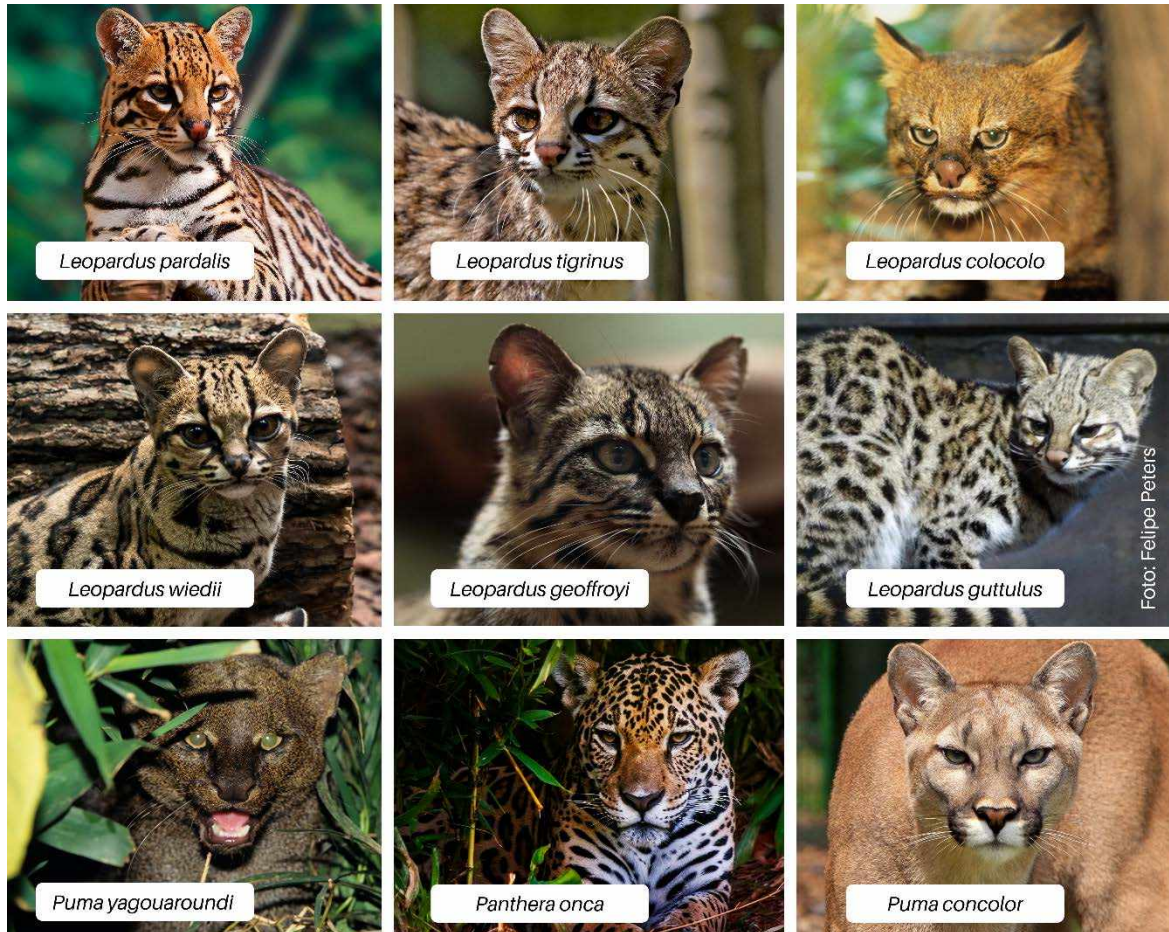 Leopardus pardalis
Leopardus tigrinus
Leopardus colocolo
Leopardus wiedii
Leopardus geoffroyi
Leopardus guttulus
Foto: Felipe Peters
Puma yagouaroundi
Panthera onca
Puma concolor